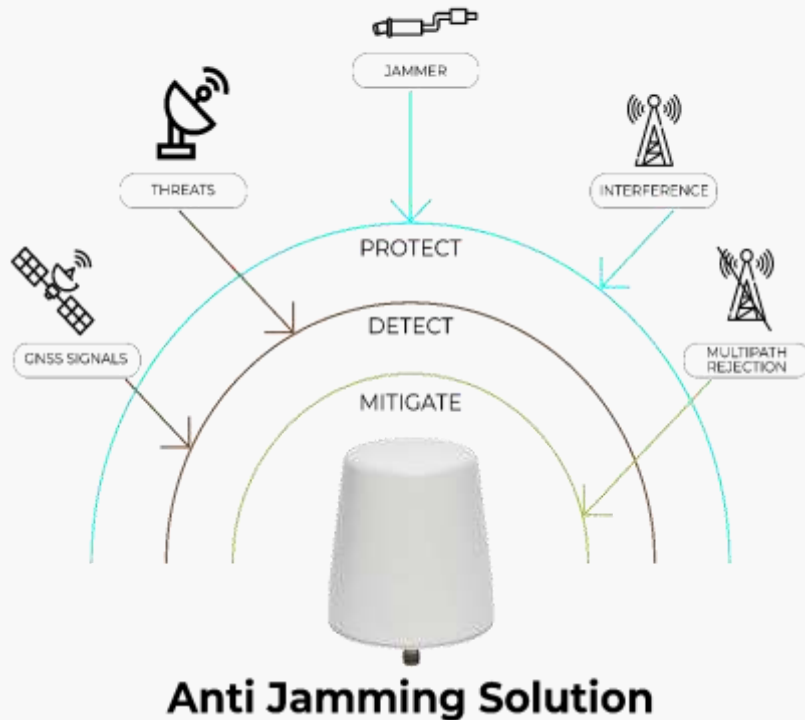 JAMMER
THREATS
INTERFERENCE
PROTECT
DETECT
GNSS SIGNALS
MULTIPATH
REJECTION
MITIGATE
Anti Jamming Solution